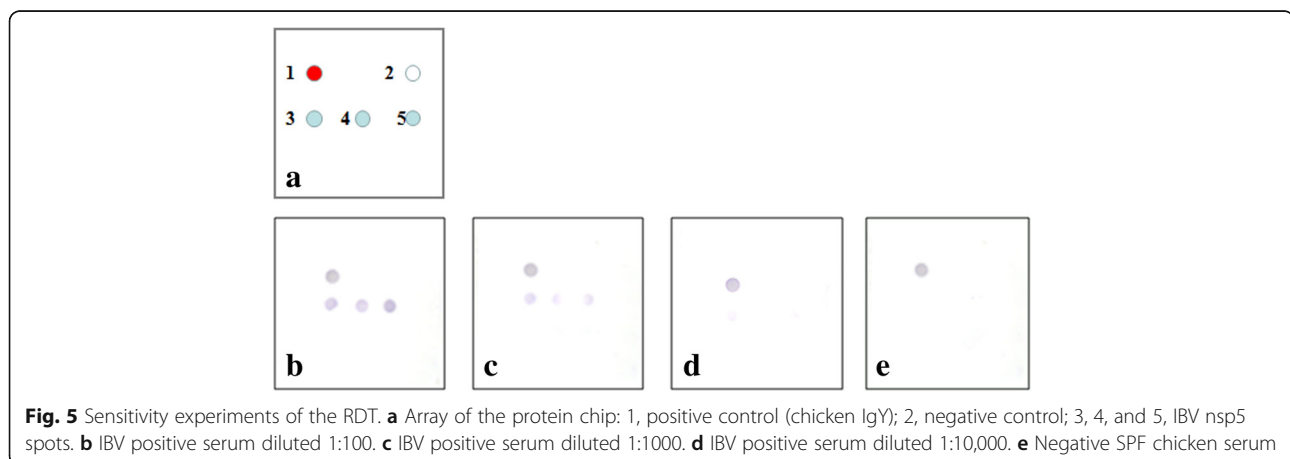 1 2
3 4 5
a
b c d e
Fig. 5 Sensitivity experiments of the RDT. a Array of the protein chip: 1, positive control (chicken IgY); 2, negative control; 3, 4, and 5, IBV nsp5
spots. b IBV positive serum diluted 1:100. c IBV positive serum diluted 1:1000. d IBV positive serum diluted 1:10,000. e Negative SPF chicken serum